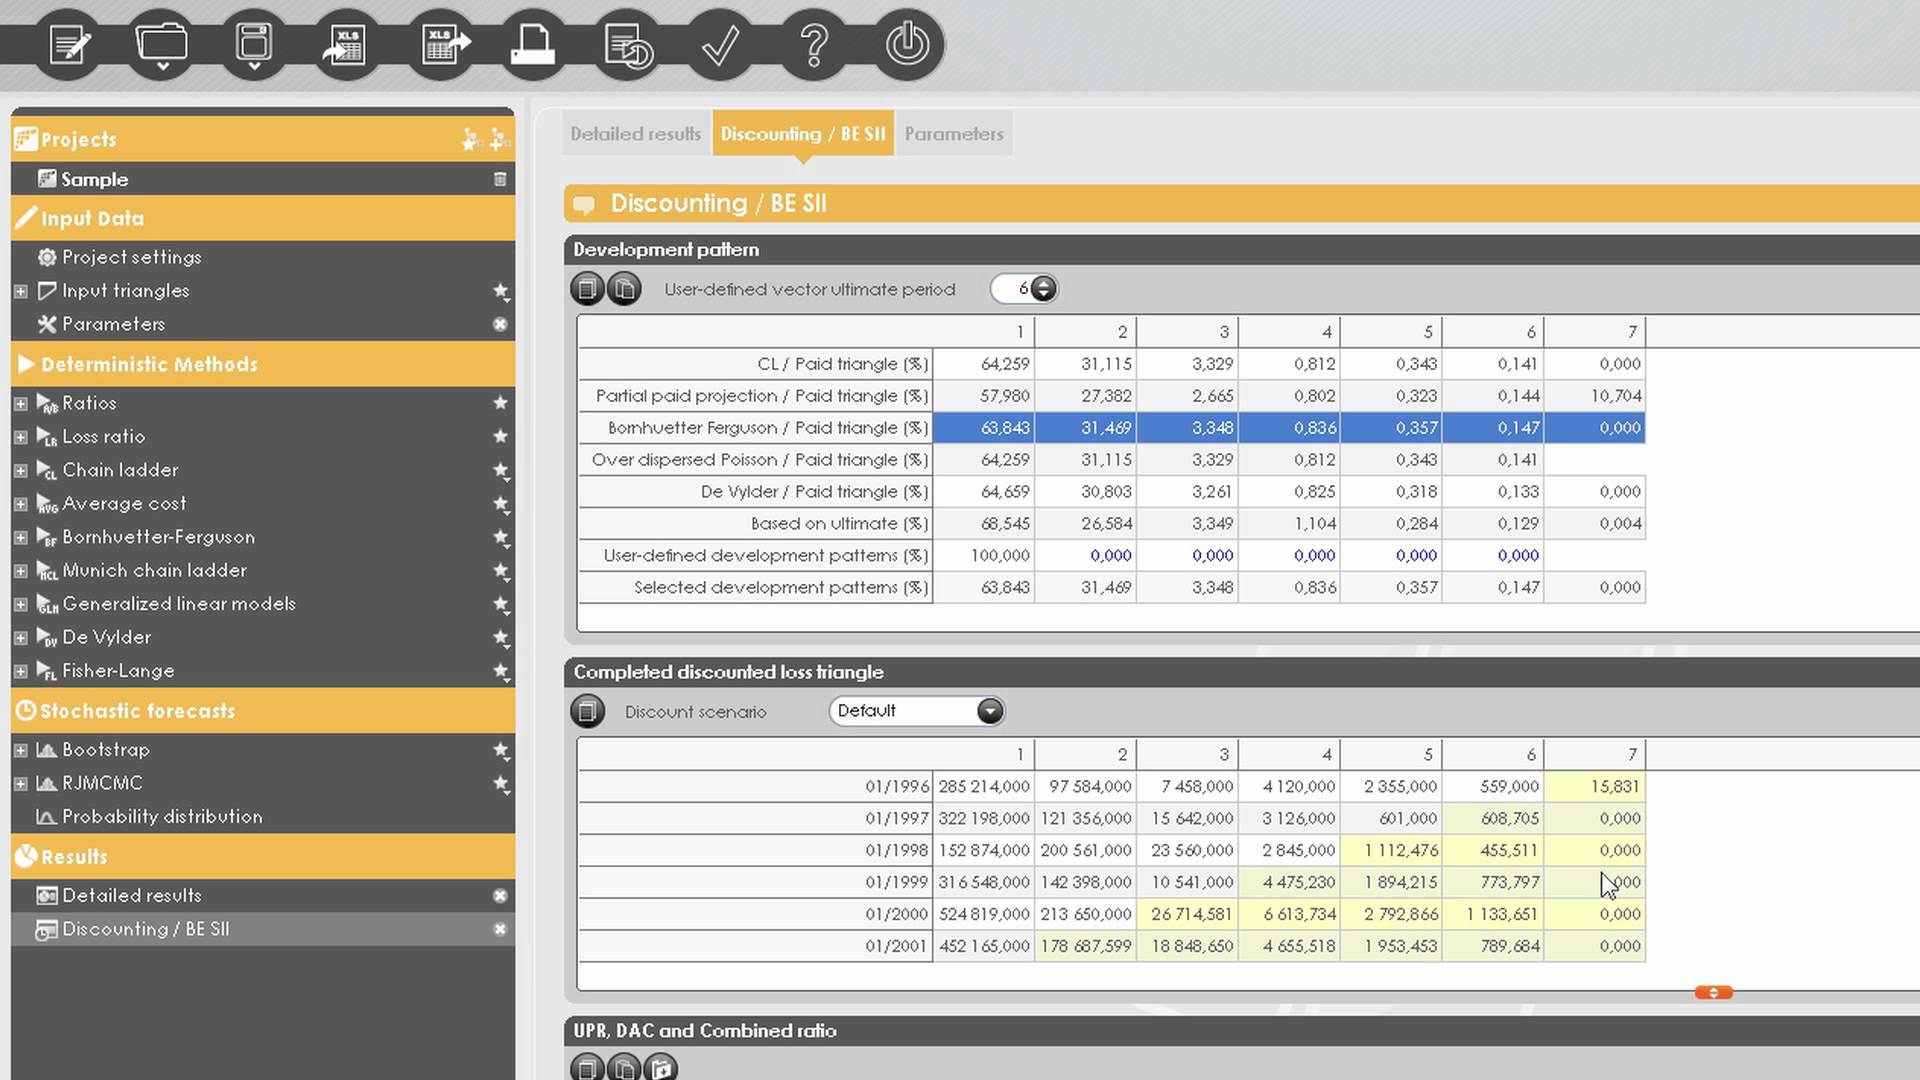 XLS XLS
Projects
Sample
Input Data
Project settings
Input triangles
Parameters
Deterministic Methods
A/B Ratios
LR Loss ratio
CL Chain ladder
AVG Average cost
BF Bornhuetter-Ferguson
MCL Munich chain ladder
GLM Generalized linear models
DV De Vylder
FL Fisher-Lange
Stochastic forecasts
Bootstrap
RJMCMC
Probability distribution
Results
Detailed results
Discounting / BE SII
Detailed results Discounting / BE SII Parameters
Discounting / BE SII
Development pattern
User-defined vector ultimate period 6
1 2 3 4 5 6 7
CL / Paid triangle (%) 64,259 31,115 3,329 0,812 0,343 0,141 0,000
Partial paid projection / Paid triangle (%) 57,980 27,382 2,665 0,802 0,323 0,144 10,704
Bornhuetter Ferguson / Paid triangle (%) 63,843 31,469 3,348 0,836 0,357 0,147 0,000
Over dispersed Poisson / Paid triangle (%) 64,259 31,115 3,329 0,812 0,343 0,141
De Vylder / Paid triangle (%) 64,659 30,803 3,261 0,825 0,318 0,133 0,000
Based on ultimate (%) 68,545 26,584 3,349 1,104 0,284 0,129 0,004
User-defined development patterns (%) 100,000 0,000 0,000 0,000 0,000 0,000
Selected development patterns (%) 63,843 31,469 3,348 0,836 0,357 0,147 0,000
Completed discounted loss triangle
Discount scenario Default
1 2 3 4 5 6 7
01/1996 285 214,000 97 584,000 7 458,000 4 120,000 2 355,000 559,000 15,831
01/1997 322 198,000 121 356,000 15 642,000 3 126,000 601,000 608,705 0,000
01/1998 152 874,000 200 561,000 23 560,000 2 845,000 1 112,476 455,511 0,000
01/1999 316 548,000 142 398,000 10 541,000 4 475,230 1 894,215 773,797 000
01/2000 524 819,000 213 650,000 26 714,581 6 613,734 2 792,866 1 133,651 0,000
01/2001 452 165,000 178 687,599 18 848,650 4 655,518 1 953,453 789,684 0,000
UPR, DAC and Combined ratio